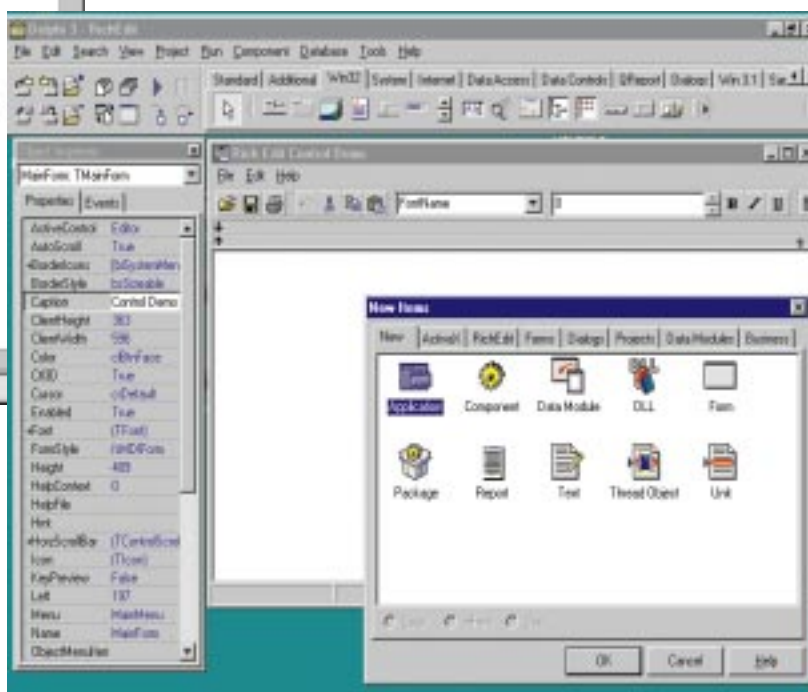 Delphi 3 - RichEdit
File Edit Search View Project Run Component Database Tools Help
Standard Additional Win32 System Internet Data Access Data Controls QReport Dialogs Win 3.1
Object Inspector
MainForm: TMainForm
Properties Events
ActiveControl Editor
AutoScroll True
BorderStyle bsSizeable
Caption Control Demo
ClientHeight 363
ClientWidth 596
Color clBtnFace
Ctl3D True
Cursor crDefault
Enabled True
+Font (TFont)
FormStyle
Height 409
HelpContext 0
HelpFile
Hint
+HorzScrollBar (TControlScrol
Icon (TIcon)
KeyPreview False
Left 197
Menu MainMenu
Name MainForm
ObjectMenuItem
Rich Edit Control Demo
File Edit Help
FontName 0 B I U
New Items
New ActiveX RichEdit Forms Dialogs Projects Data Modules Business
Application Component Data Module DLL Form
Package Report Text Thread Object Unit
OK Cancel Help